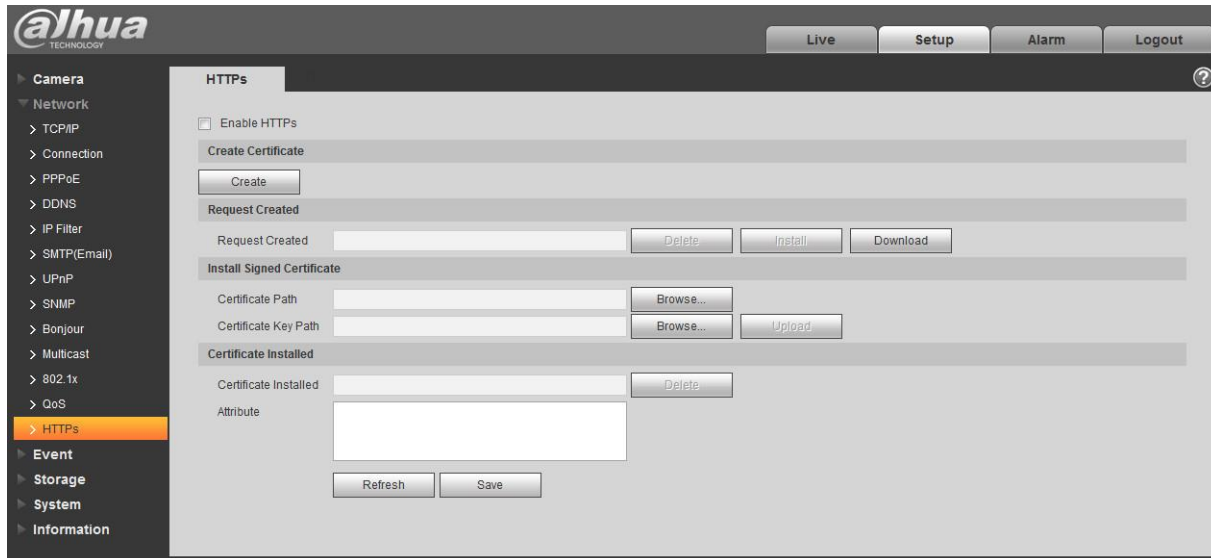 alhua
TECHNOLOGY
Live
Setup
Alarm
Logout
Camera
Network
TCP/IP
Connection
PPPoE
DDNS
IP Filter
SMTP(Email)
UPnP
SNMP
Bonjour
Multicast
802.1x
QoS
HTTPs
Event
Storage
System
Information
HTTPs
?
Enable HTTPs
Create Certificate
Create
Request Created
Request Created Delete Install Download
Install Signed Certificate
Certificate Path Browse...
Certificate Key Path Browse... Upload
Certificate Installed
Certificate Installed Delete
Attribute
Refresh Save